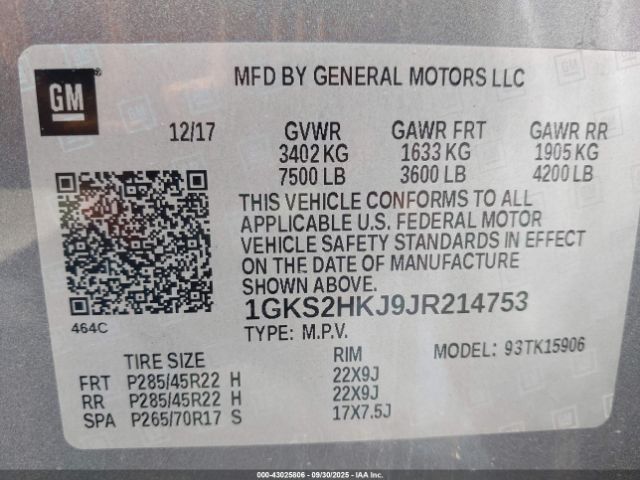 GM
MFD BY GENERAL MOTORS LLC
12/17 GVWR GAWR FRT GAWR RR
3402 KG 1633 KG 1905 KG
7500 LB 3600 LB 4200 LB
THIS VEHICLE CONFORMS TO ALL
APPLICABLE U.S. FEDERAL MOTOR
VEHICLE SAFETY STANDARDS IN EFFECT
ON THE DATE OF MANUFACTURE
SHOWN ABOVE.
464C
1GKS2HKJ9JR214753
TYPE: M.P.V.
MODEL: 93TK15906
TIRE SIZE RIM
FRT P285/45R22 H 22X9J
RR P285/45R22 H 22X9J
SPA P265/70R17 S 17X7.5J
000-43025806 - 09/30/2025 - IAA Inc.